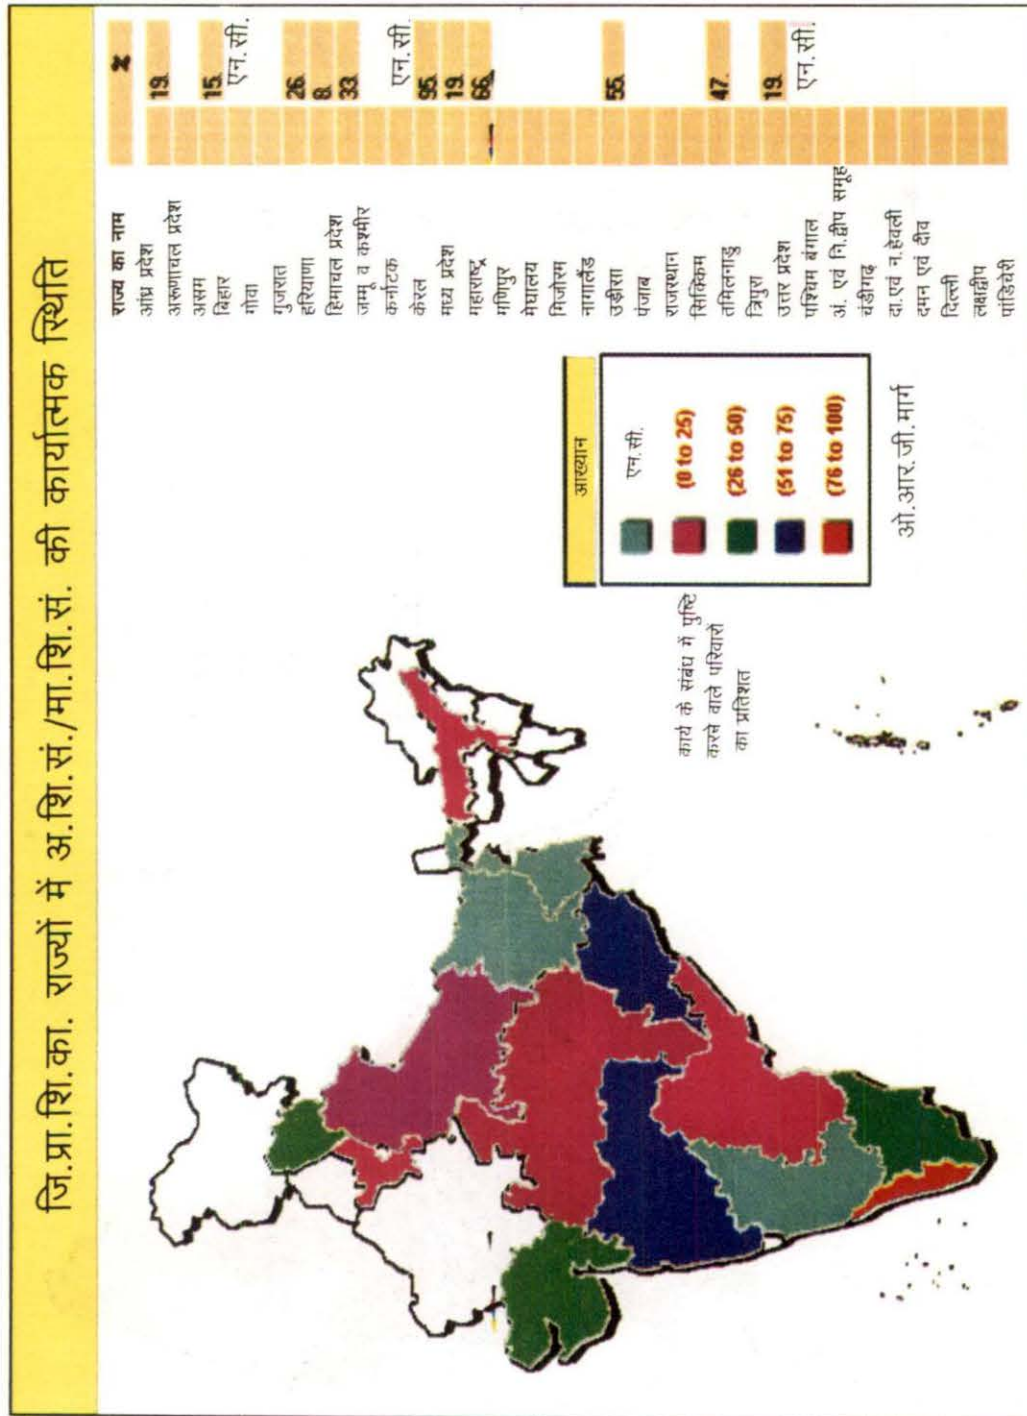 जि.प्रा.शि.का. राज्यों में अ.शि.सं./मा.शि.सं. की कार्यात्मक स्थिति
राज्य का नाम %
आंध्र प्रदेश 19.
अरूणाचल प्रदेश
असम 15.
बिहार एन.सी.
गोवा
गुजरात 26.
हरियाणा 8.
हिमाचल प्रदेश 33.
जम्मू व कश्मीर
कर्नाटक एन.सी.
केरल 95.
मध्य प्रदेश 19.
महाराष्ट्र 66.
मणिपुर
मेघालय
मिजोरम
नागालैंड
उड़ीसा 55.
पंजाब
राजस्थान
सिक्किम
तमिलनाडु 47.
त्रिपुरा
उत्तर प्रदेश 19.
पश्चिम बंगाल एन.सी.
अं. एवं नि.द्वीप समूह
चंडीगढ़
दा.एवं न.हेवली
दमन एवं दीव
दिल्ली
लक्षद्वीप
पांडिचेरी
आख्यान
एन.सी.
(0 to 25)
(26 to 50)
(51 to 75)
(76 to 100)
कार्य के संबंध में पुष्टि
करने वाले परिवारों
का प्रतिशत
ओ.आर.जी.मार्ग